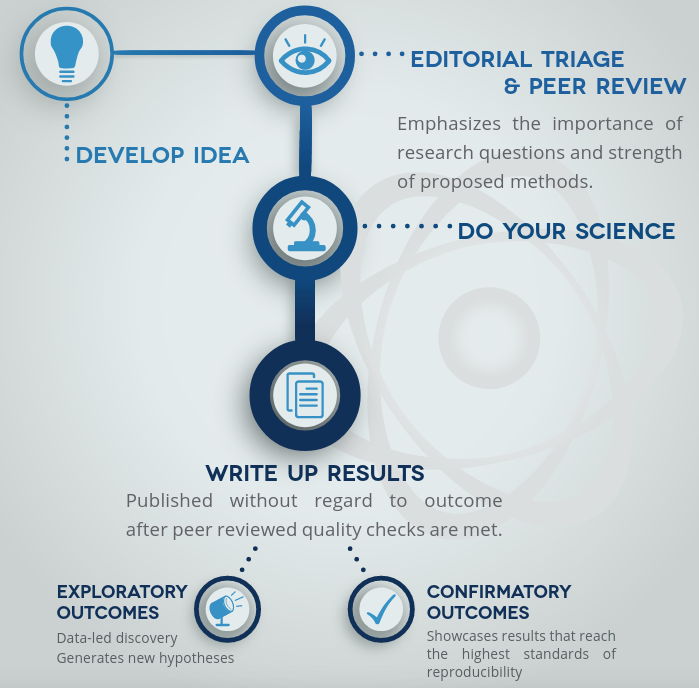 EDITORIAL TRIAGE
& PEER REVIEW
Emphasizes the importance of
research questions and strength
of proposed methods.
DEVELOP IDEA
DO YOUR SCIENCE
WRITE UP RESULTS
Published without regard to outcome
after peer reviewed quality checks are met.
EXPLORATORY
OUTCOMES
Data-led discovery
Generates new hypotheses
CONFIRMATORY
OUTCOMES
Showcases results that reach
the highest standards of
reproducibility